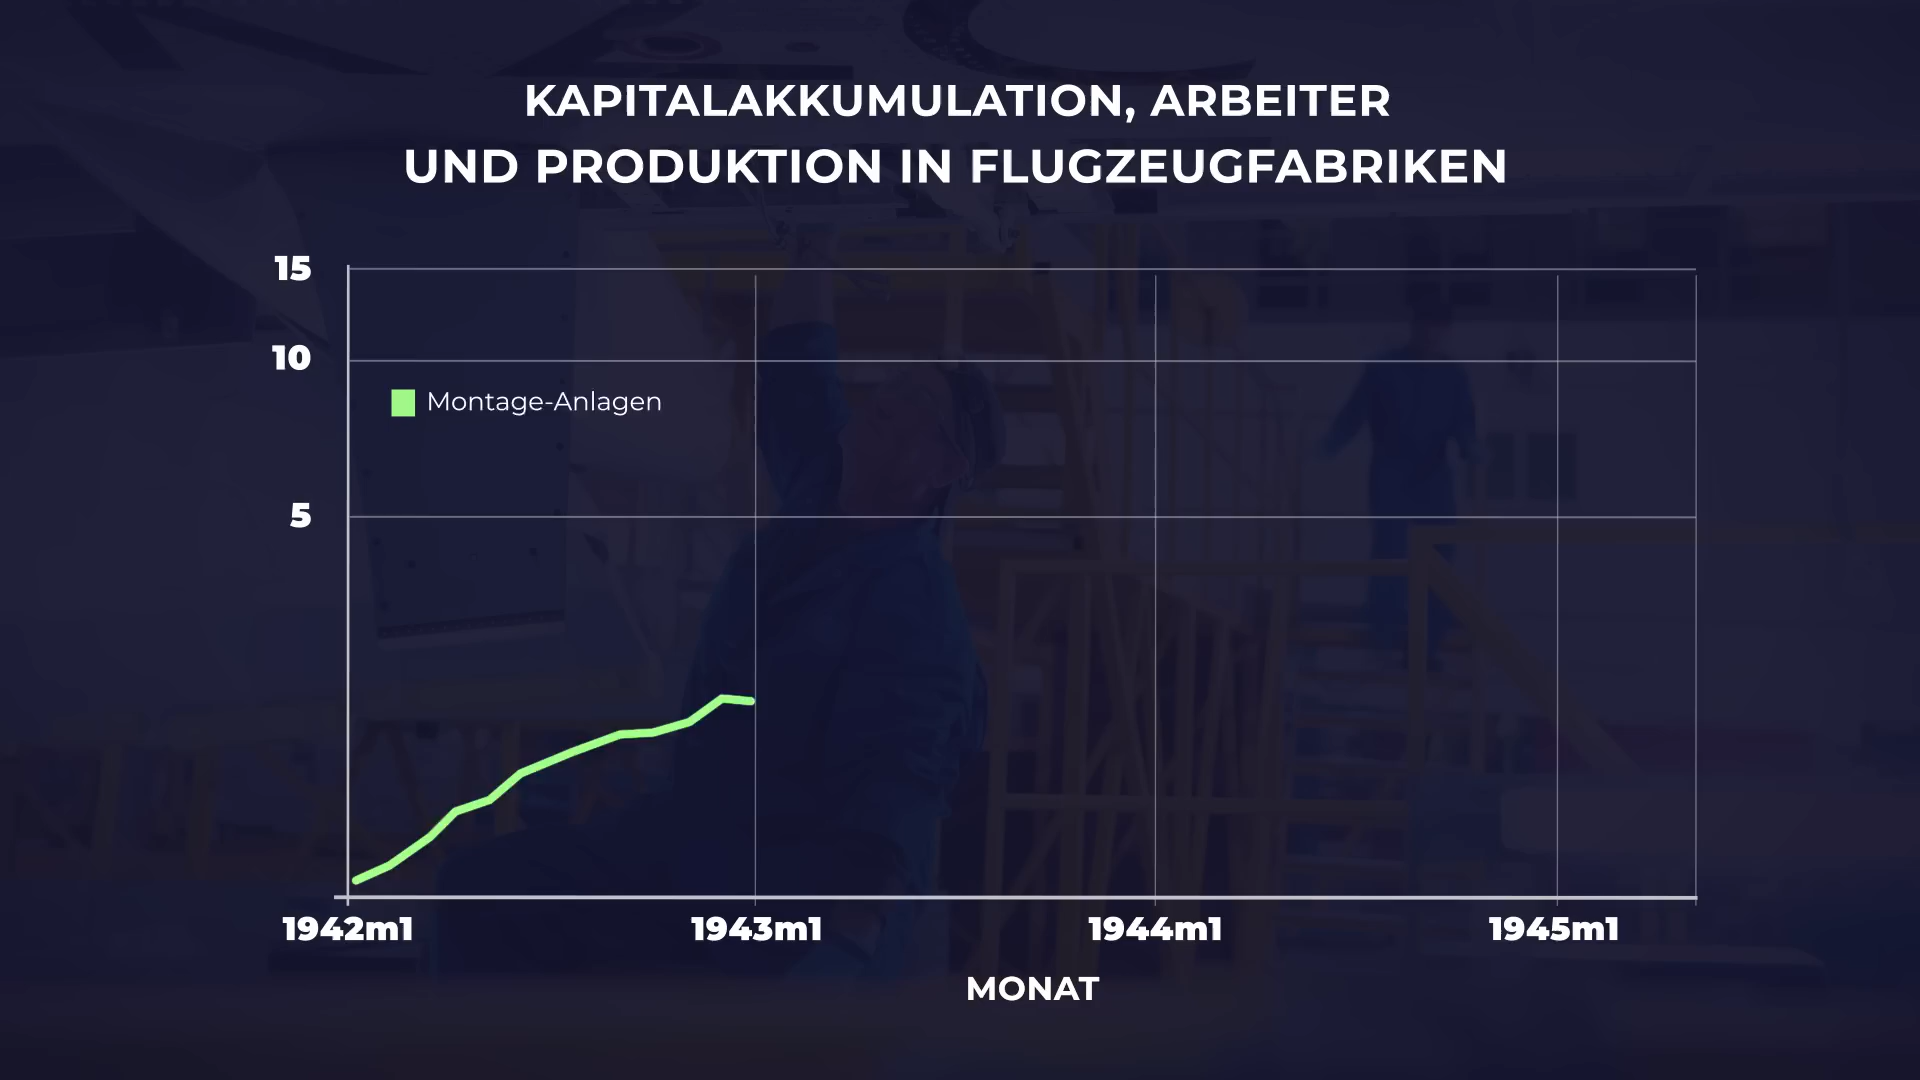 KAPITALAKKUMULATION, ARBEITER
UND PRODUKTION IN FLUGZEUGFABRIKEN
15
10
Montage-Anlagen
5
1942m1 1943m1 1944m1 1945m1
MONAT